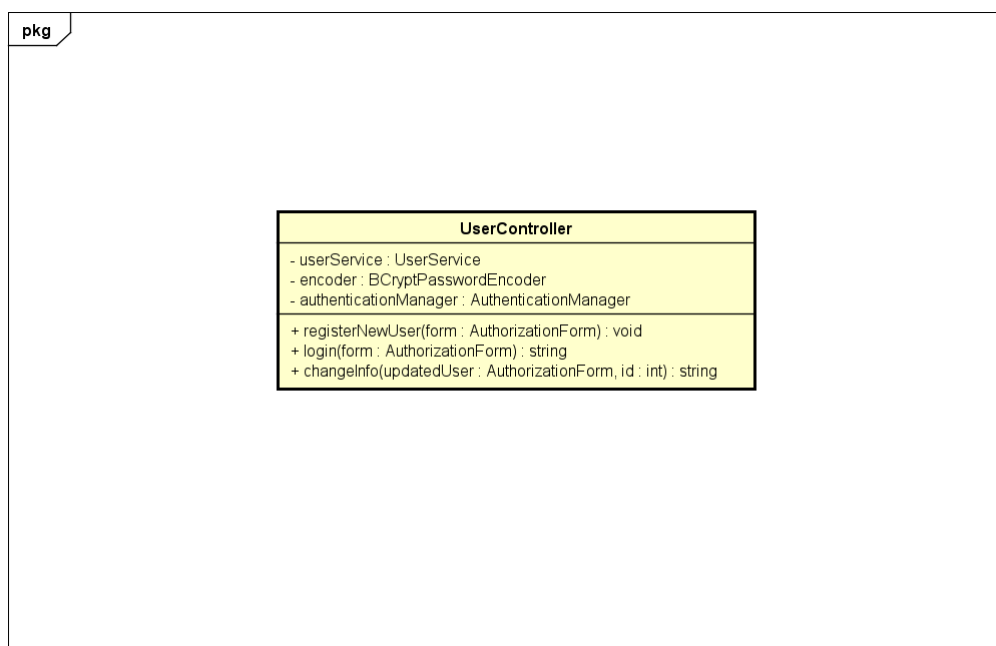 pkg
UserController
- userService : UserService
- encoder : BCryptPasswordEncoder
- authenticationManager : AuthenticationManager
+ registerNewUser(form : AuthorizationForm) : void
+ login(form : AuthorizationForm) : string
+ changeInfo(updatedUser : AuthorizationForm, id : int) : string